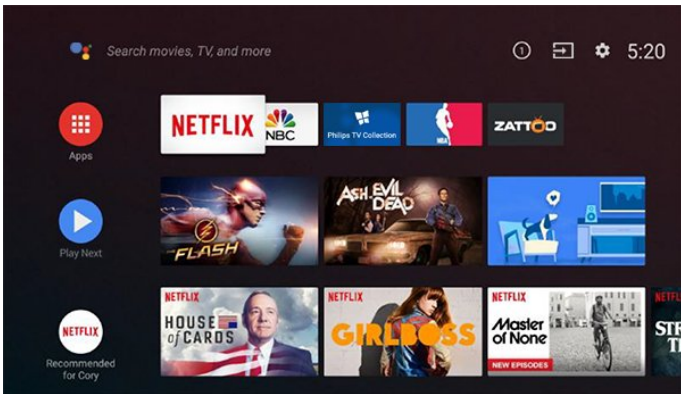 Search movies, TV, and more
1
5:20
NETFLIX
NBC
Philips TV Collection
NBA
ZATTOO
Apps
FLASH
ASH VS EVIL DEAD
Play Next
NETFLIX
HOUSE
of CARDS
NETFLIX
GIRLBOSS
NETFLIX
Master
of None
NEW EPISODES
NETFLIX
Recommended
for Cory